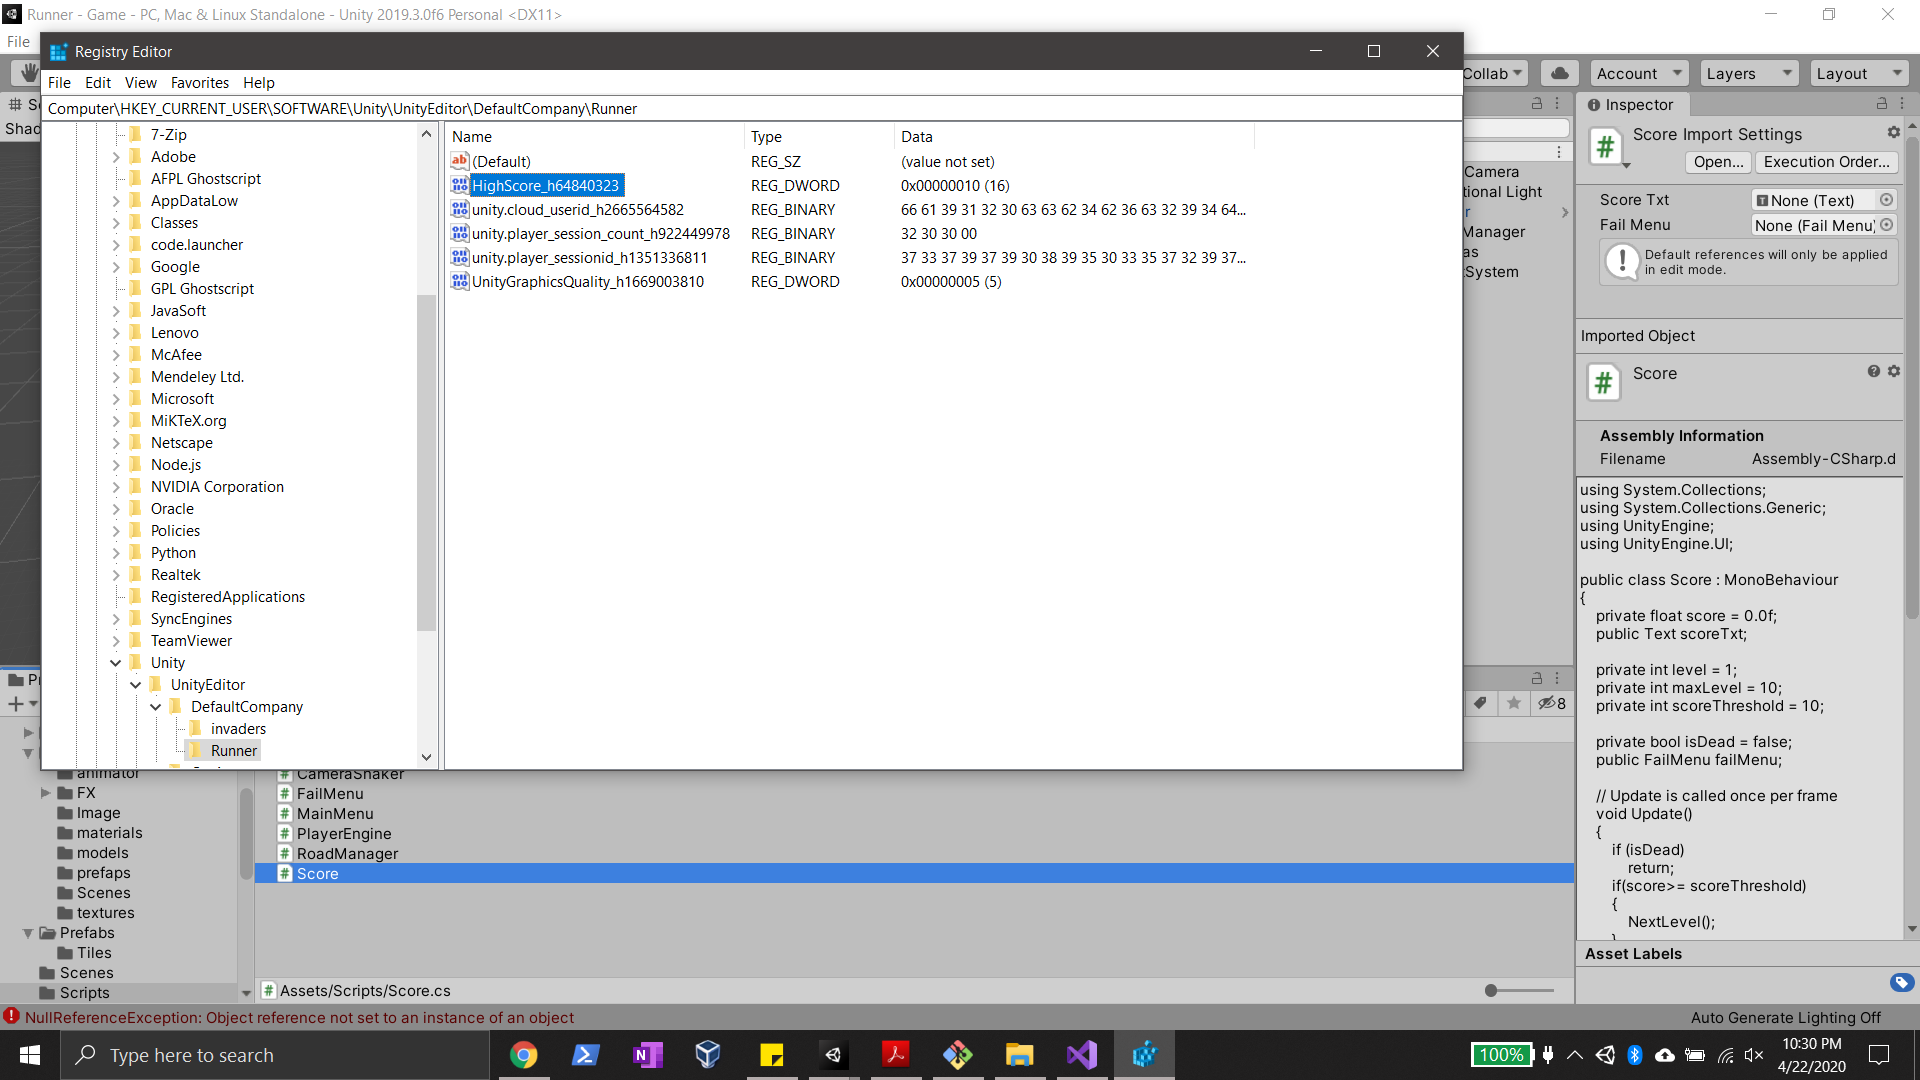 Runner - Game - PC, Mac & Linux Standalone - Unity 2019.3.0f6 Personal <DX11>
File
Registry Editor
File Edit View Favorites Help
Computer\HKEY_CURRENT_USER\SOFTWARE\Unity\UnityEditor\DefaultCompany\Runner
Collab
Account
Layers
Layout
Shad
7-Zip
Adobe
AFPL Ghostscript
AppDataLow
Classes
code.launcher
Google
GPL Ghostscript
JavaSoft
Lenovo
McAfee
Mendeley Ltd.
Microsoft
MiKTeX.org
Netscape
Node.js
NVIDIA Corporation
Oracle
Policies
Python
Realtek
RegisteredApplications
SyncEngines
TeamViewer
Unity
UnityEditor
DefaultCompany
invaders
Runner
Name Type Data
(Default) REG_SZ (value not set)
HighScore_h64840323 REG_DWORD 0x00000010 (16)
unity.cloud_userid_h2665564582 REG_BINARY 66 61 39 31 32 30 63 63 62 34 62 36 63 32 39 34 64...
unity.player_session_count_h922449978 REG_BINARY 32 30 30 00
unity.player_sessionid_h1351336811 REG_BINARY 37 33 37 39 37 39 30 38 39 35 30 33 35 37 32 39 37...
UnityGraphicsQuality_h1669003810 REG_DWORD 0x00000005 (5)
Camera
tional Light
r
Manager
as
System
8
Inspector
Score Import Settings
Open... Execution Order...
Score Txt None (Text)
Fail Menu None (Fail Menu)
Default references will only be applied
in edit mode.
Imported Object
Score
Assembly Information
Filename Assembly-CSharp.d
using System.Collections;
using System.Collections.Generic;
using UnityEngine;
using UnityEngine.UI;
public class Score : MonoBehaviour
{
private float score = 0.0f;
public Text scoreTxt;
private int level = 1;
private int maxLevel = 10;
private int scoreThreshold = 10;
private bool isDead = false;
public FailMenu failMenu;
// Update is called once per frame
void Update()
{
if (isDead)
return;
if(score>= scoreThreshold)
{
NextLevel();
}
Asset Labels
animator
FX
Image
materials
models
prefaps
Scenes
textures
Prefabs
Tiles
Scenes
Scripts
CameraShaker
FailMenu
MainMenu
PlayerEngine
RoadManager
Score
Assets/Scripts/Score.cs
NullReferenceException: Object reference not set to an instance of an object
Auto Generate Lighting Off
Type here to search
100%
10:30 PM
4/22/2020